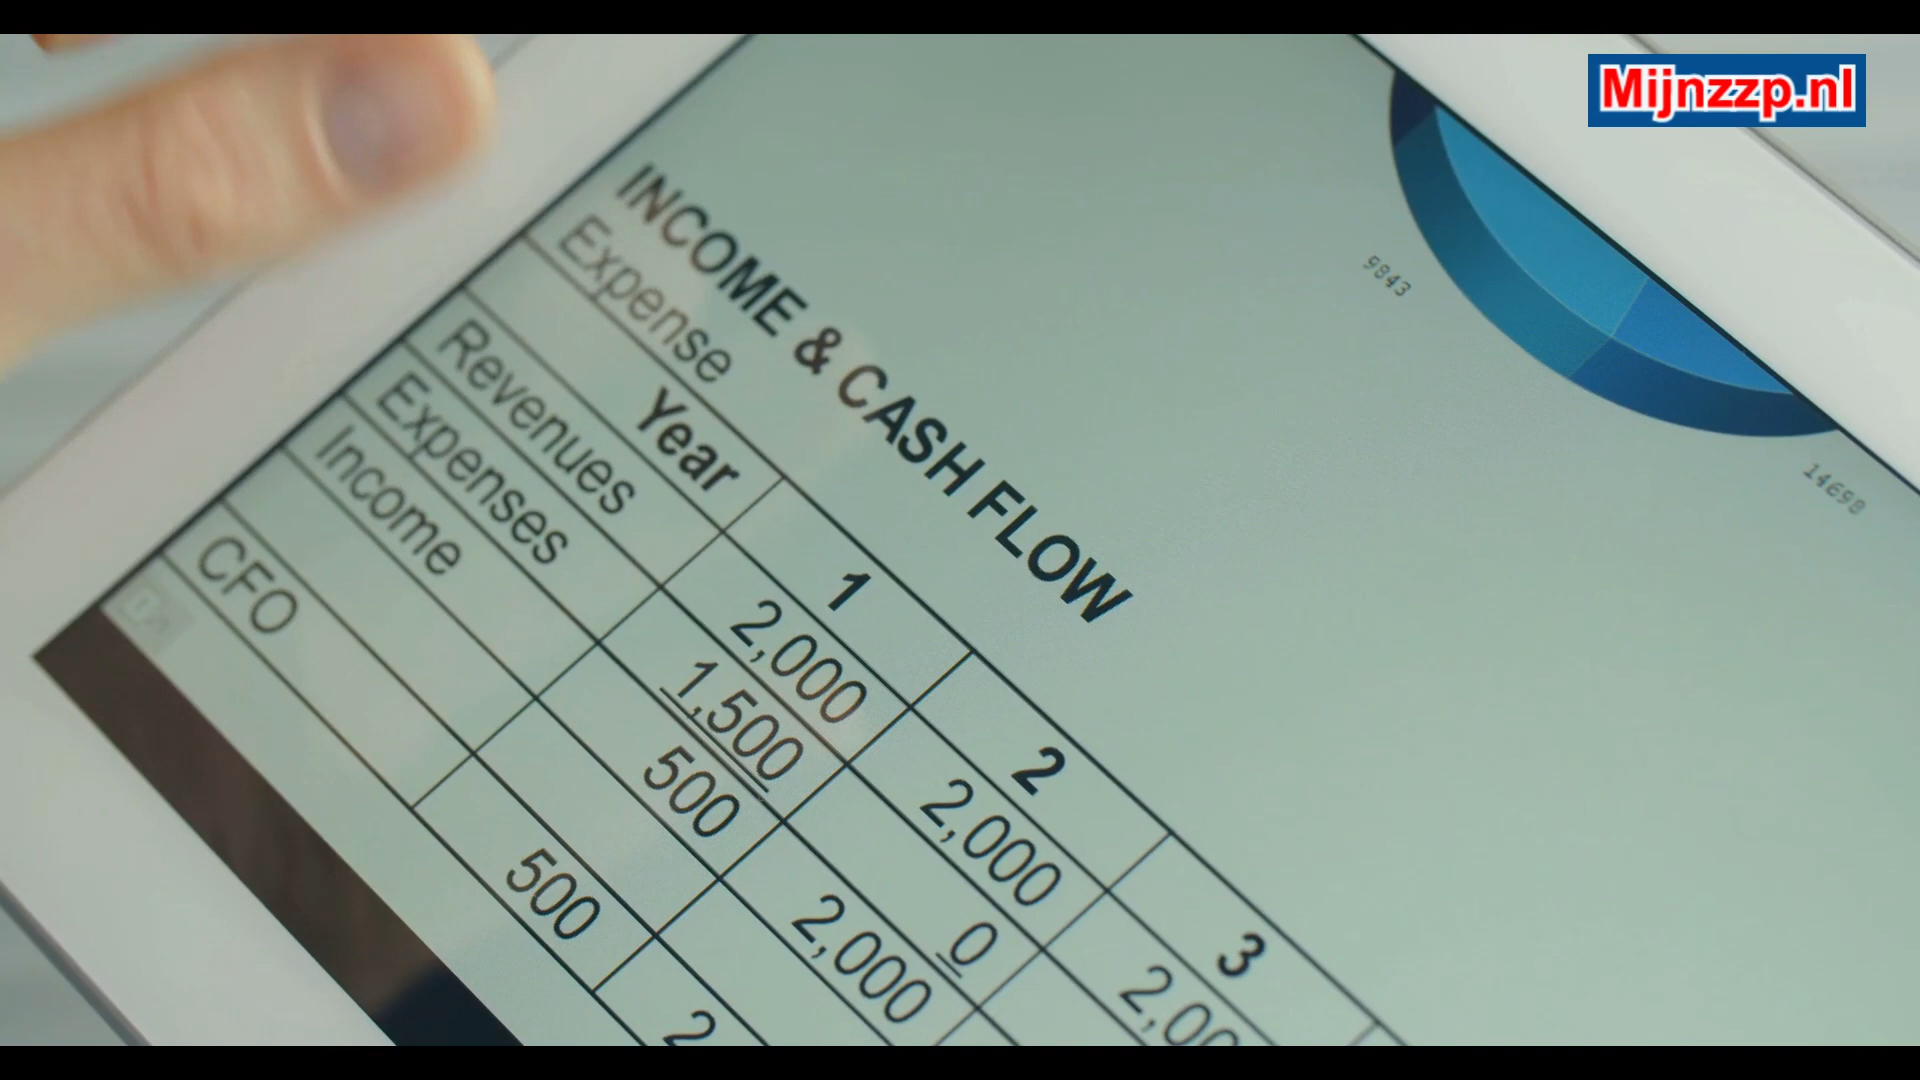 Mijnzzp.nl
9843
14698
INCOME & CASH FLOW
Expense
Year 1 2 3
Revenues 2,000 2,000
Expenses 1,500 0
Income 500 2,000
CFO 500